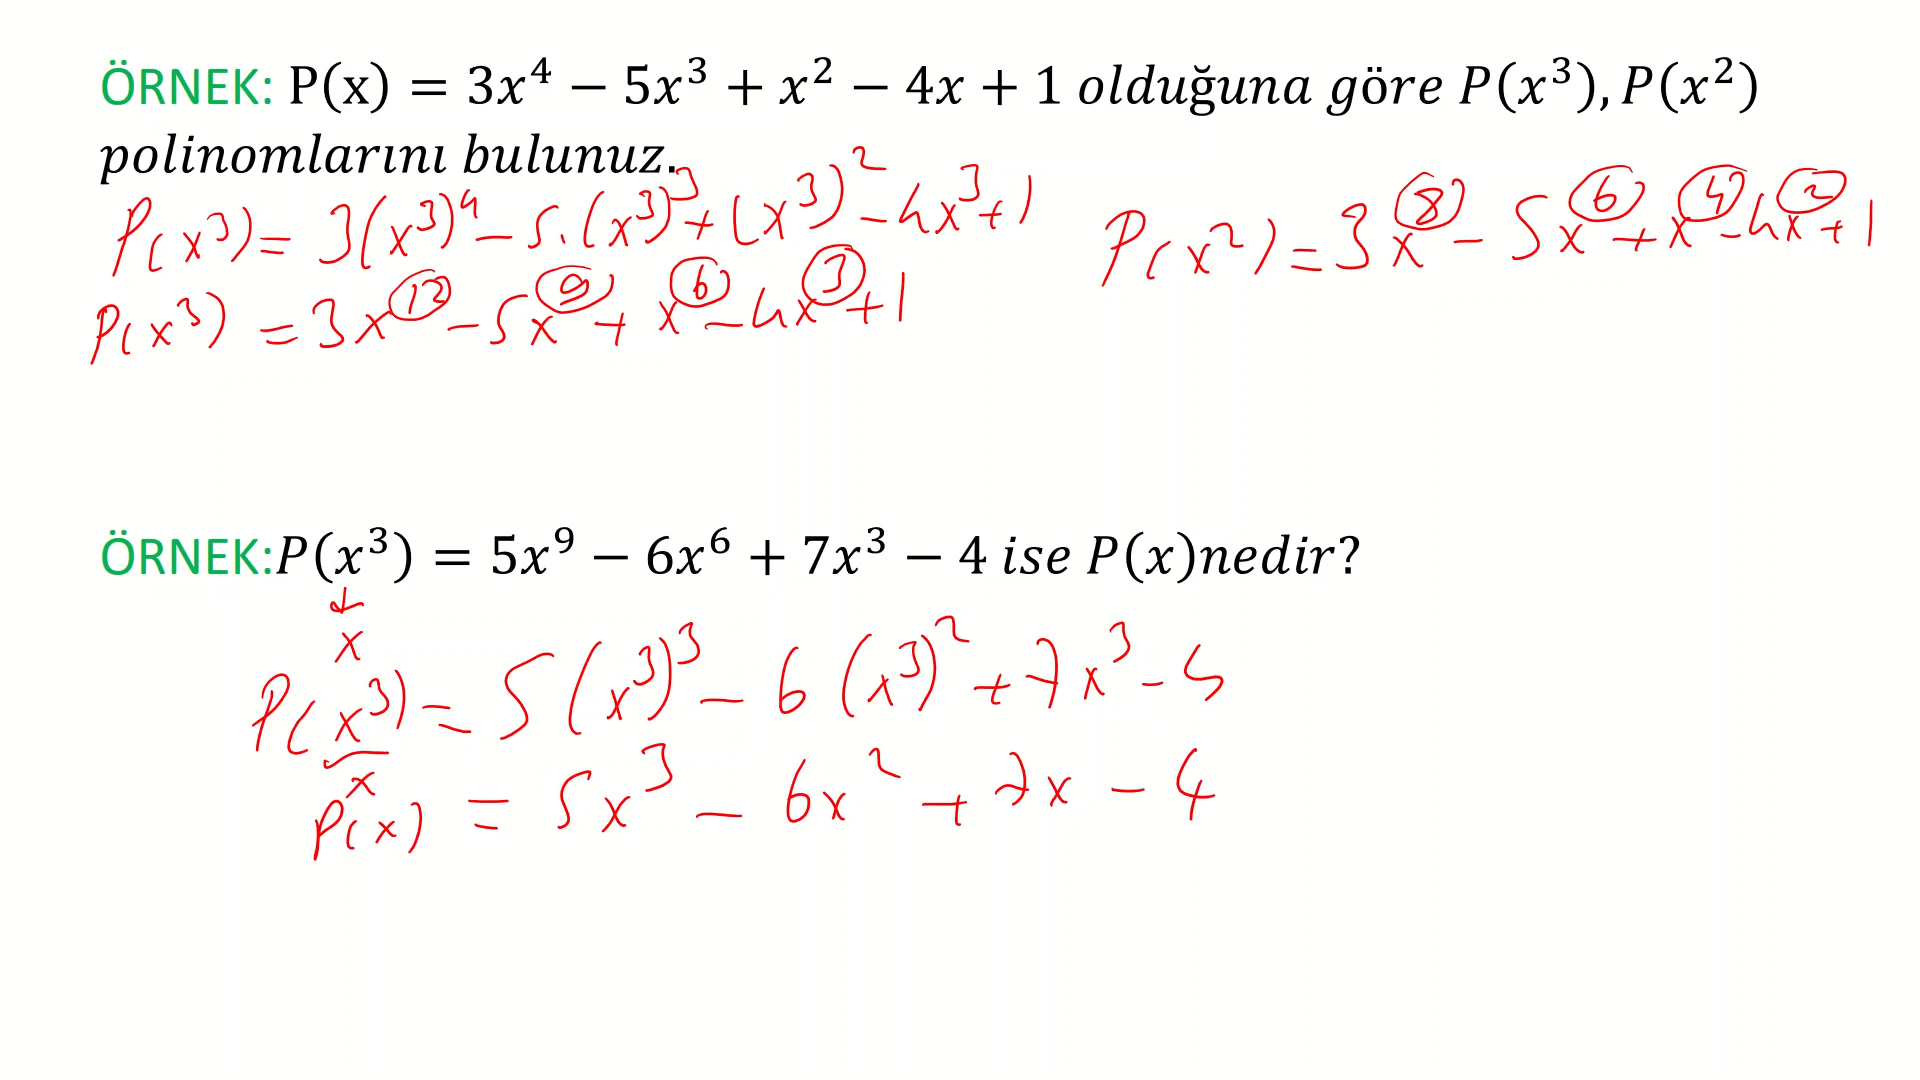 ÖRNEK: P(x) = 3x⁴ − 5x³ + x² − 4x + 1 olduğuna göre P(x³), P(x²)
polinomlarını bulunuz.
P(x³) = 3(x³)⁴ − 5.(x³)³ + (x³)² − 4x³ + 1
P(x³) = 3x¹² − 5x⁹ + x⁶ − 4x³ + 1
P(x²) = 3x⁸ − 5x⁶ + x⁴ − 4x² + 1
ÖRNEK:P(x³) = 5x⁹ − 6x⁶ + 7x³ − 4 ise P(x)nedir?
↓
x
P(x³) = 5(x³)³ − 6(x³)² + 7x³ − 4
x
P(x) = 5x³ − 6x² + 7x − 4